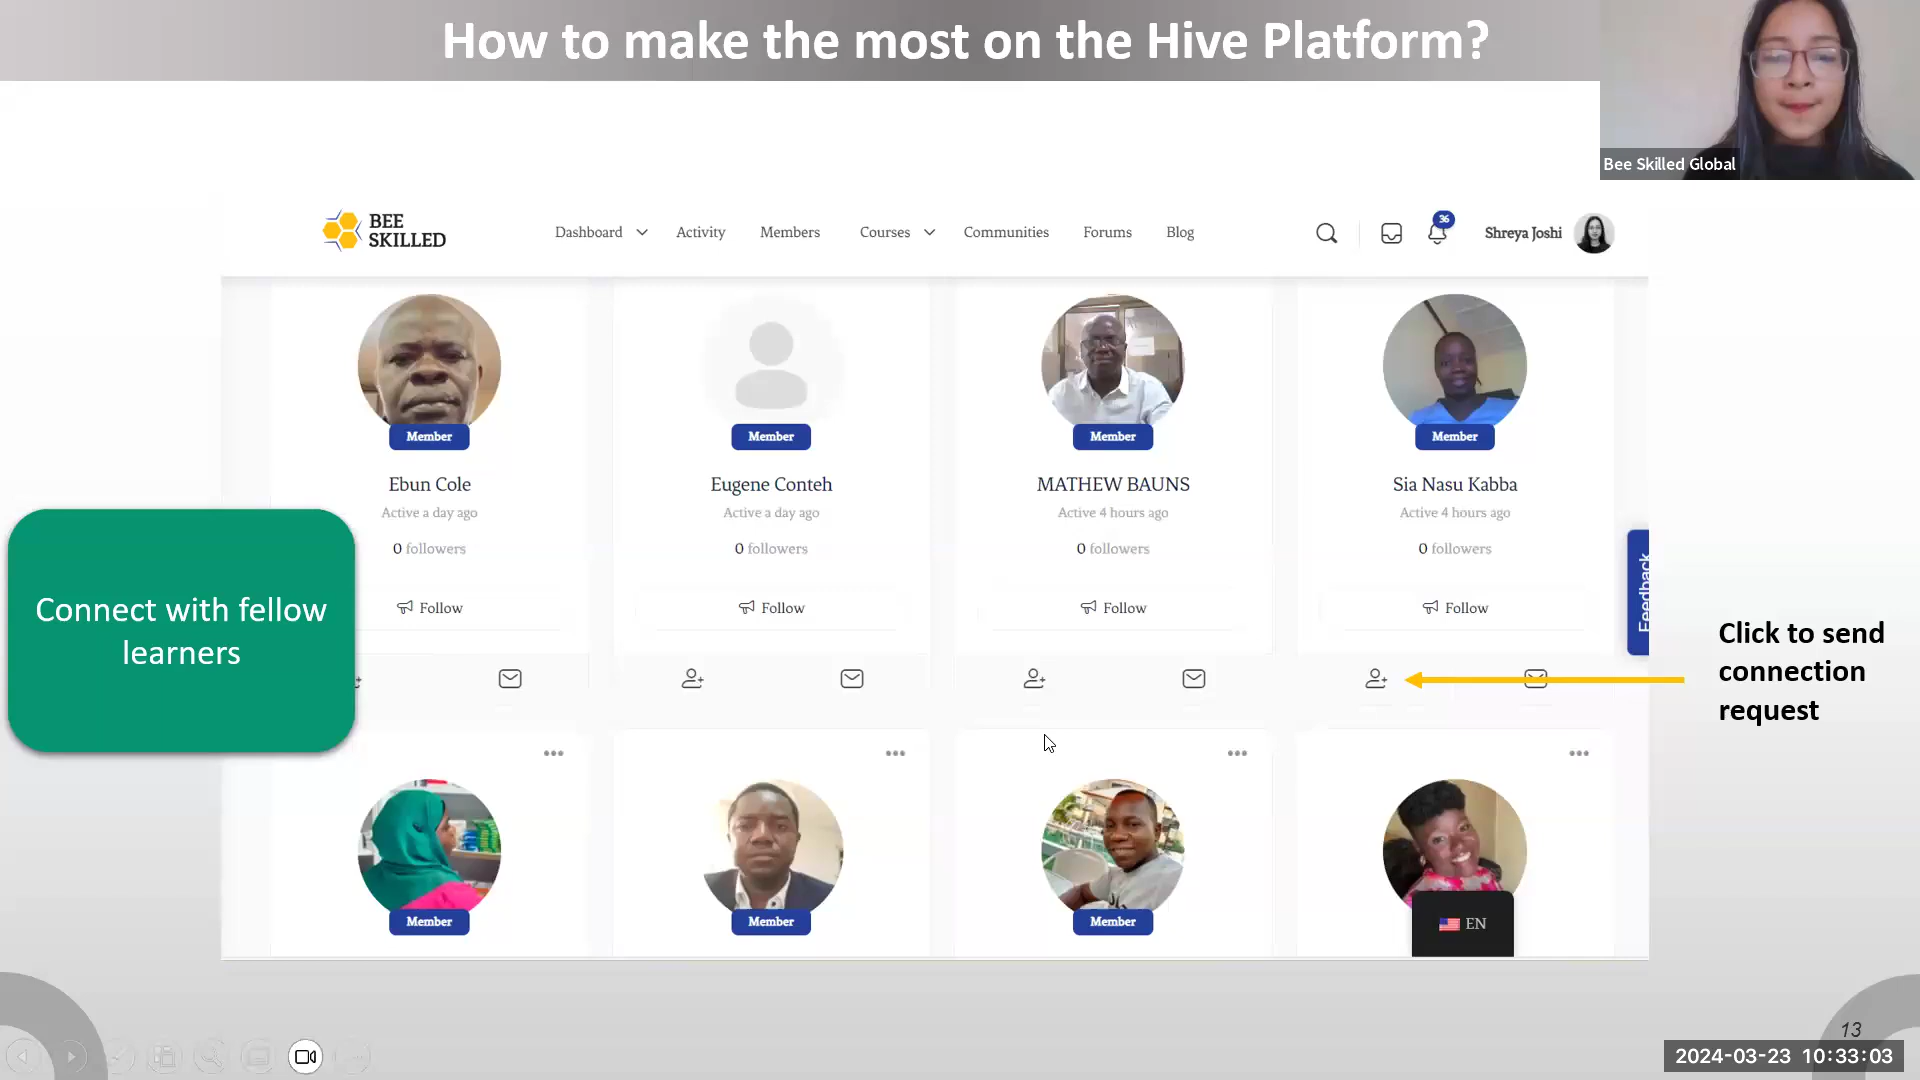 How to make the most on the Hive Platform?
Bee Skilled Global
BEE
SKILLED
Dashboard
Activity
Members
Courses
Communities
Forums
Blog
36
Shreya Joshi
Member
Member
Member
Member
Ebun Cole
Eugene Conteh
MATHEW BAUNS
Sia Nasu Kabba
Active a day ago
Active a day ago
Active 4 hours ago
Active 4 hours ago
0 followers
0 followers
0 followers
0 followers
Follow
Follow
Follow
Follow
Feedback
Connect with fellow
learners
Click to send
connection
request
Member
Member
Member
EN
13
2024-03-23 10:33:03